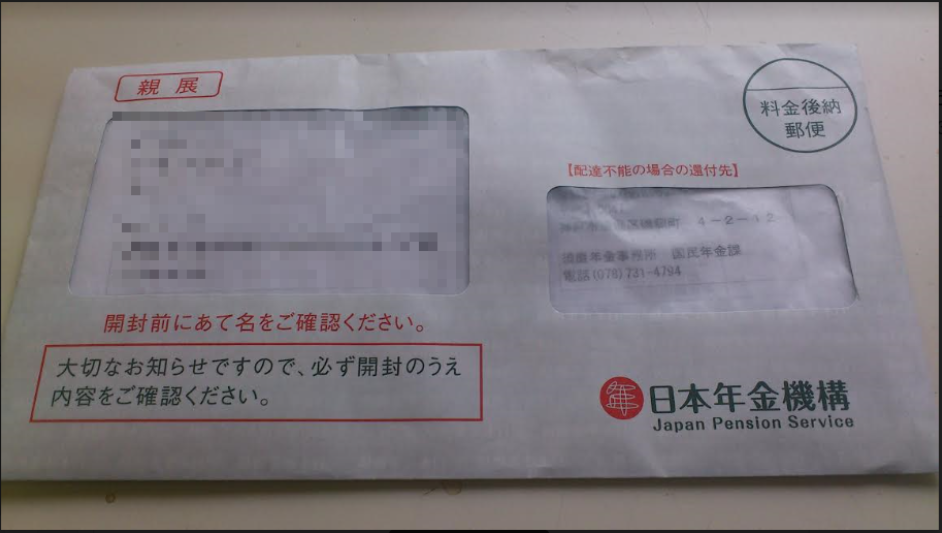 親展
料金後納
郵便
【配達不能の場合の還付先】
4-2-12
年金事務所 国民年金課
電話(078)731-4794
開封前にあて名をご確認ください。
大切なお知らせですので、必ず開封のうえ
内容をご確認ください。
年
日本年金機構
Japan Pension Service